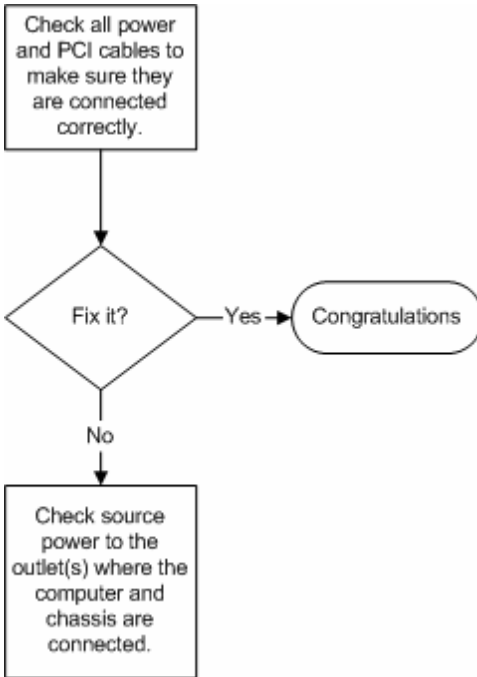 Check all power
and PCI cables to
make sure they
are connected
correctly.
Fix it?
Yes
Congratulations
No
Check source
power to the
outlet(s) where the
computer and
chassis are
connected.